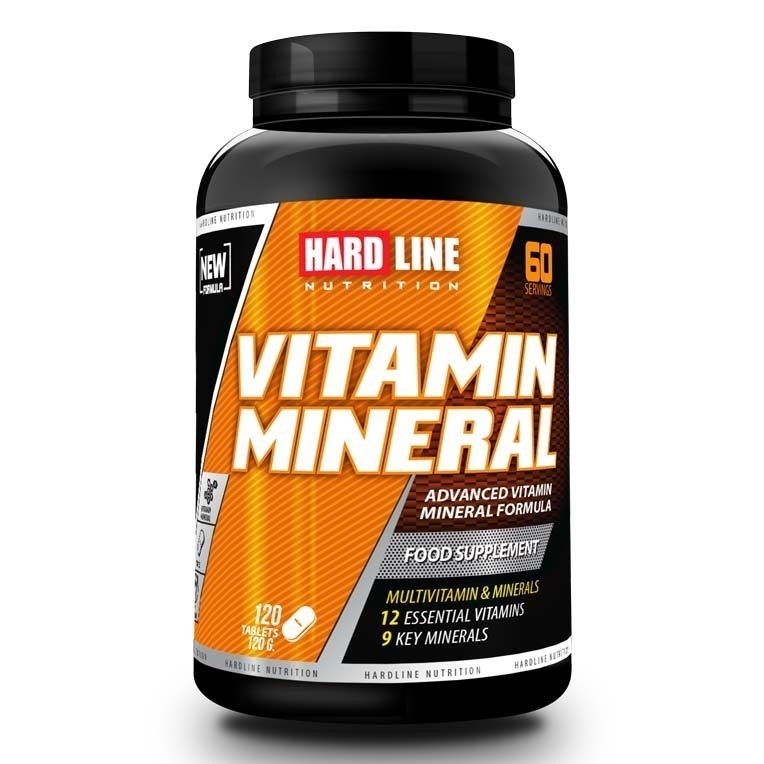 HARDLINE NUTRITION
HARDLINE
NEW
FORMULA
HARD LINE
NUTRITION
60
SERVINGS
VITAMIN
MINERAL
ADVANCED VITAMIN
MINERAL FORMULA
FOOD SUPPLEMENT
MULTIVITAMIN & MINERALS
12 ESSENTIAL VITAMINS
9 KEY MINERALS
120
TABLETS
120 G.
HARDLINE NUTRITION
HARDLINE NUTRITION
HARDLINE